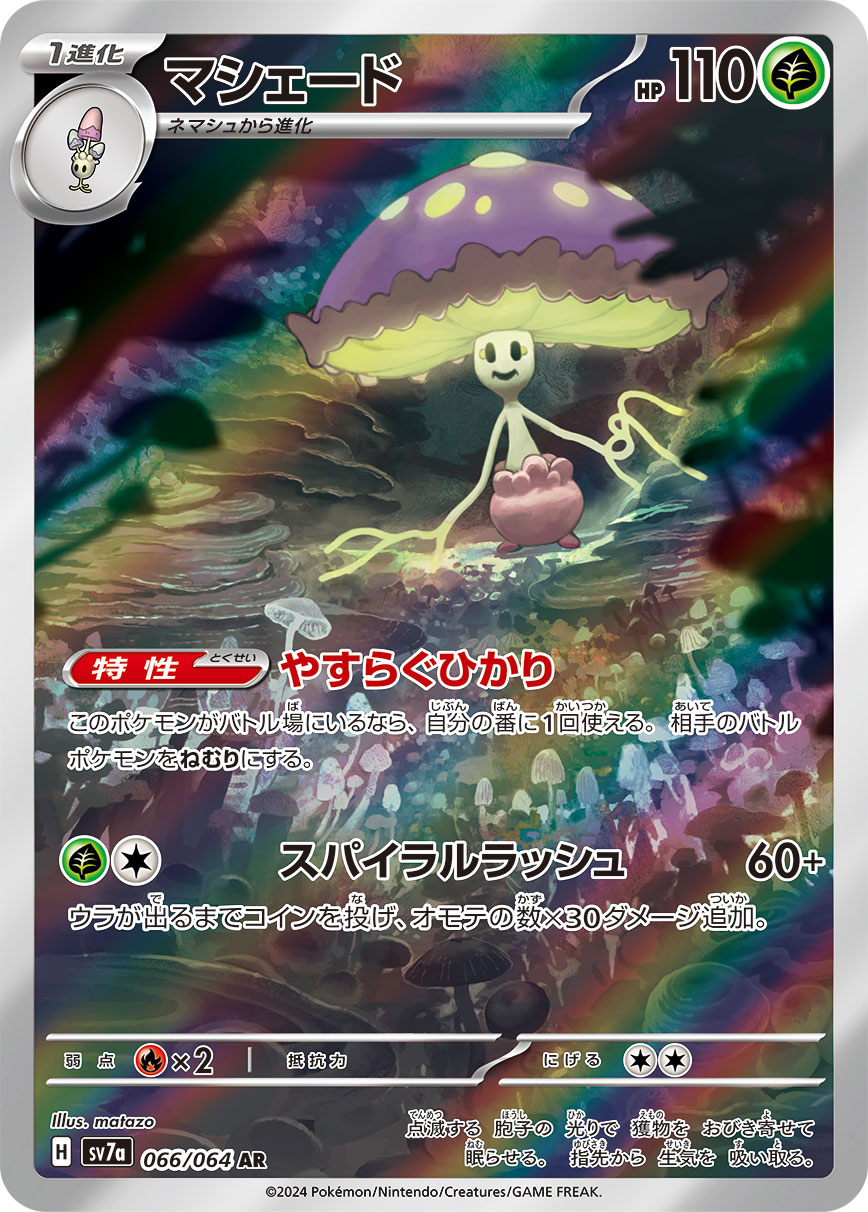 1進化
マシェード
HP 110
ネマシュから進化
特性 とくせい
やすらぐひかり
このポケモンがバトル場にいるなら、自分の番に1回使える。相手のバトル
ポケモンをねむりにする。
スパイラルラッシュ 60+
ウラが出るまでコインを投げ、オモテの数×30ダメージ追加。
弱点 ×2 抵抗力 にげる
Illus. matazo
点滅する 胞子の 光りで 獲物を おびき寄せて
眠らせる。 指先から 生気を 吸い取る。
H sv7a 066/064 AR
©2024 Pokémon/Nintendo/Creatures/GAME FREAK.